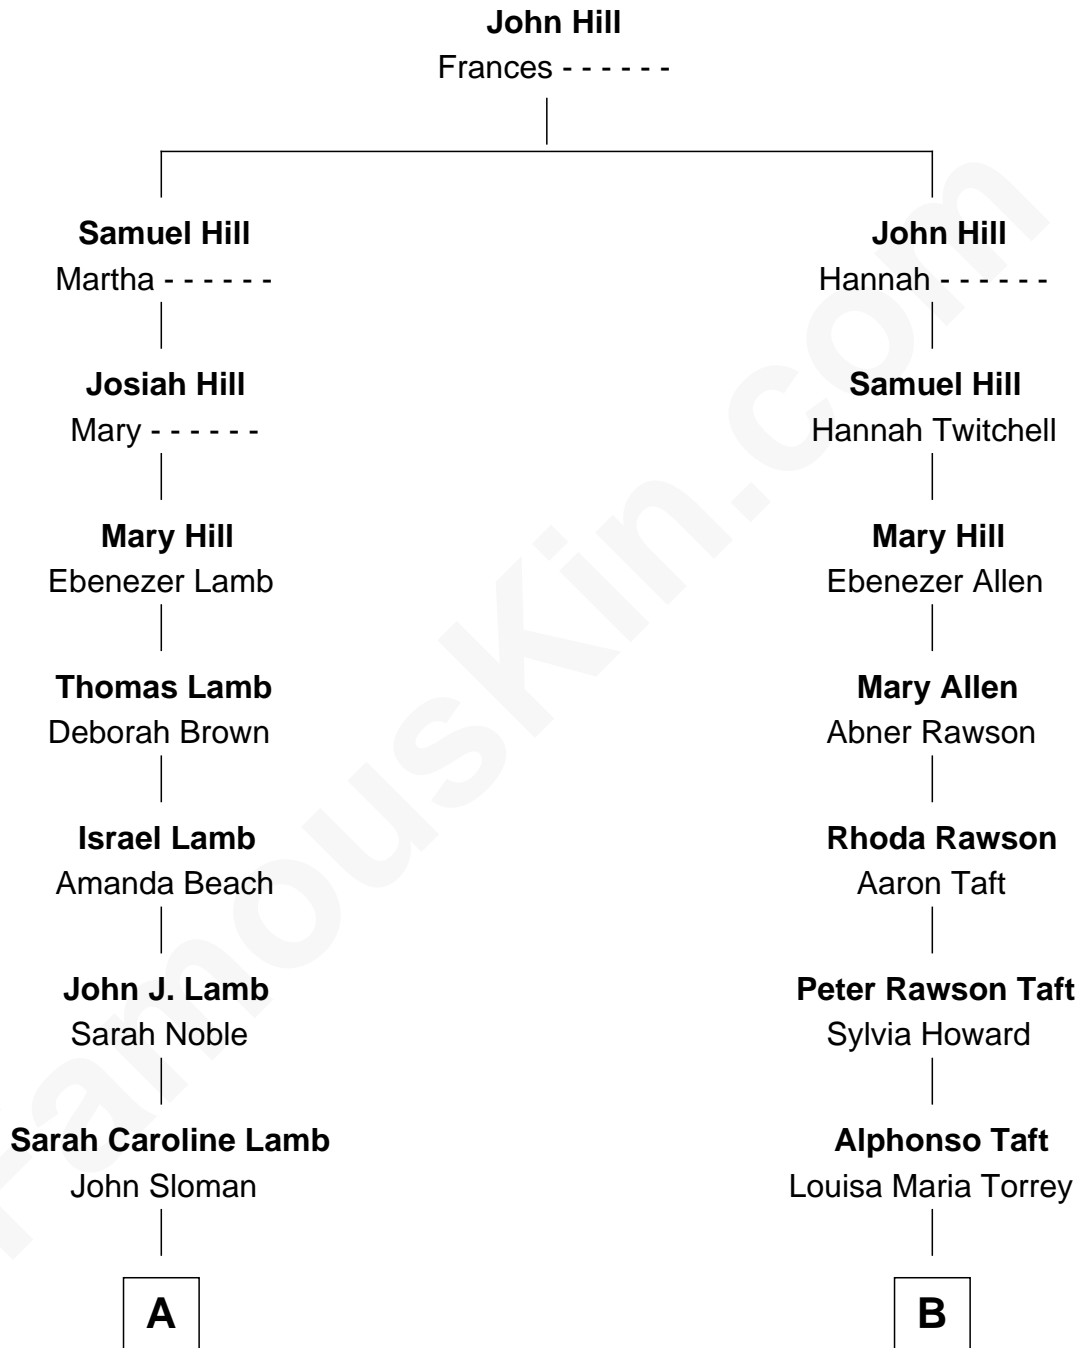 John Hill
Frances - - - - - -
Samuel Hill
Martha - - - - - -
John Hill
Hannah - - - - - -
Josiah Hill
Mary - - - - - -
Samuel Hill
Hannah Twitchell
Mary Hill
Ebenezer Lamb
Mary Hill
Ebenezer Allen
Thomas Lamb
Deborah Brown
Mary Allen
Abner Rawson
Israel Lamb
Amanda Beach
Rhoda Rawson
Aaron Taft
John J. Lamb
Sarah Noble
Peter Rawson Taft
Sylvia Howard
Sarah Caroline Lamb
John Sloman
Alphonso Taft
Louisa Maria Torrey
A
B
FamousKin.com